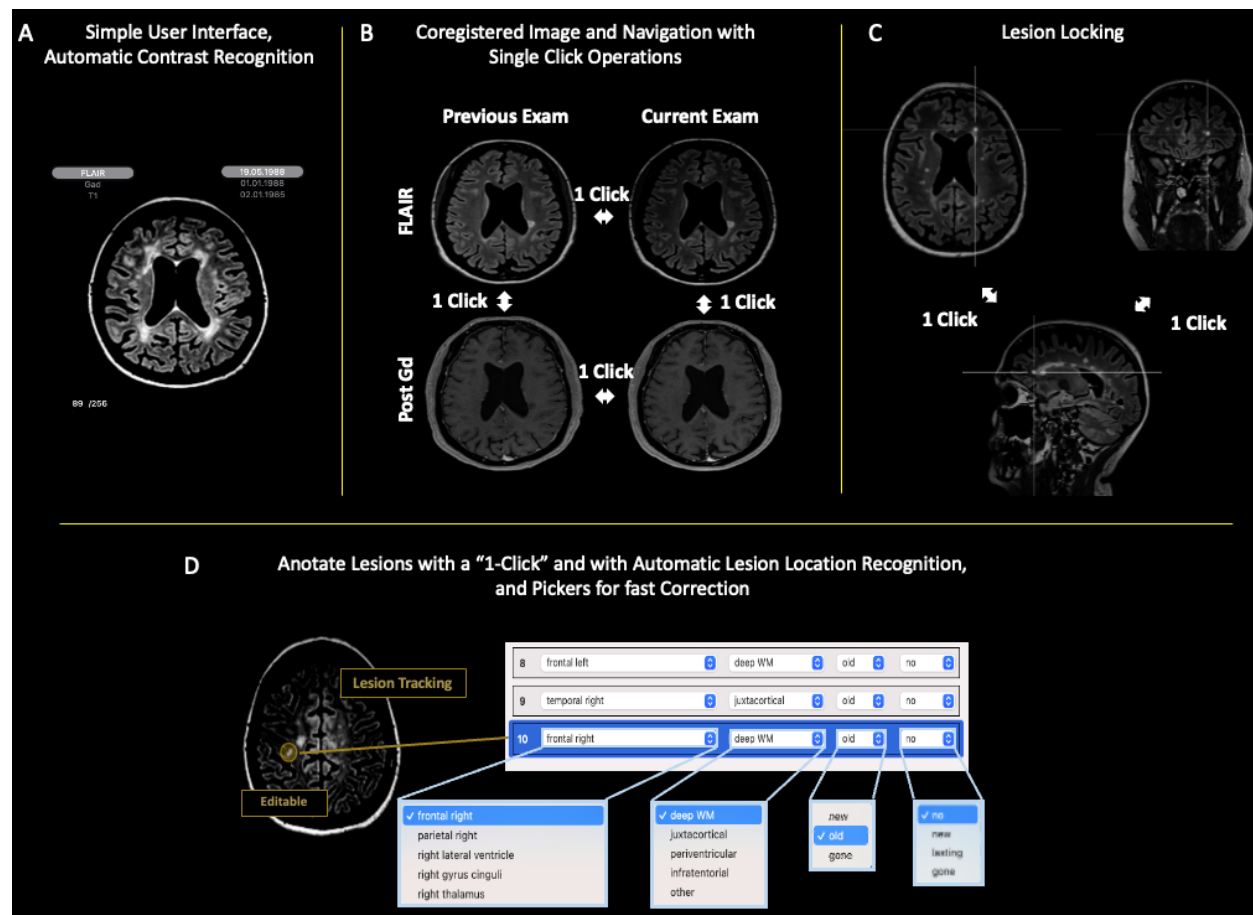 A
Simple User Interface,
Automatic Contrast Recognition
FLAIR
Gad
T1
19.05.1988
01.01.1988
02.01.1985
89 /256
B
Coregistered Image and Navigation with
Single Click Operations
Previous Exam
Current Exam
FLAIR
1 Click
1 Click
1 Click
Post Gd
1 Click
C
Lesion Locking
1 Click
1 Click
D
Anotate Lesions with a “1-Click” and with Automatic Lesion Location Recognition,
and Pickers for fast Correction
Lesion Tracking
Editable
8 frontal left deep WM old no
9 temporal right juxtacortical old no
10 frontal right deep WM old no
✓ frontal right
parietal right
right lateral ventricle
right gyrus cinguli
right thalamus
✓ deep WM
juxtacortical
periventricular
infratentorial
other
new
✓ old
gone
✓ no
new
lasting
gone